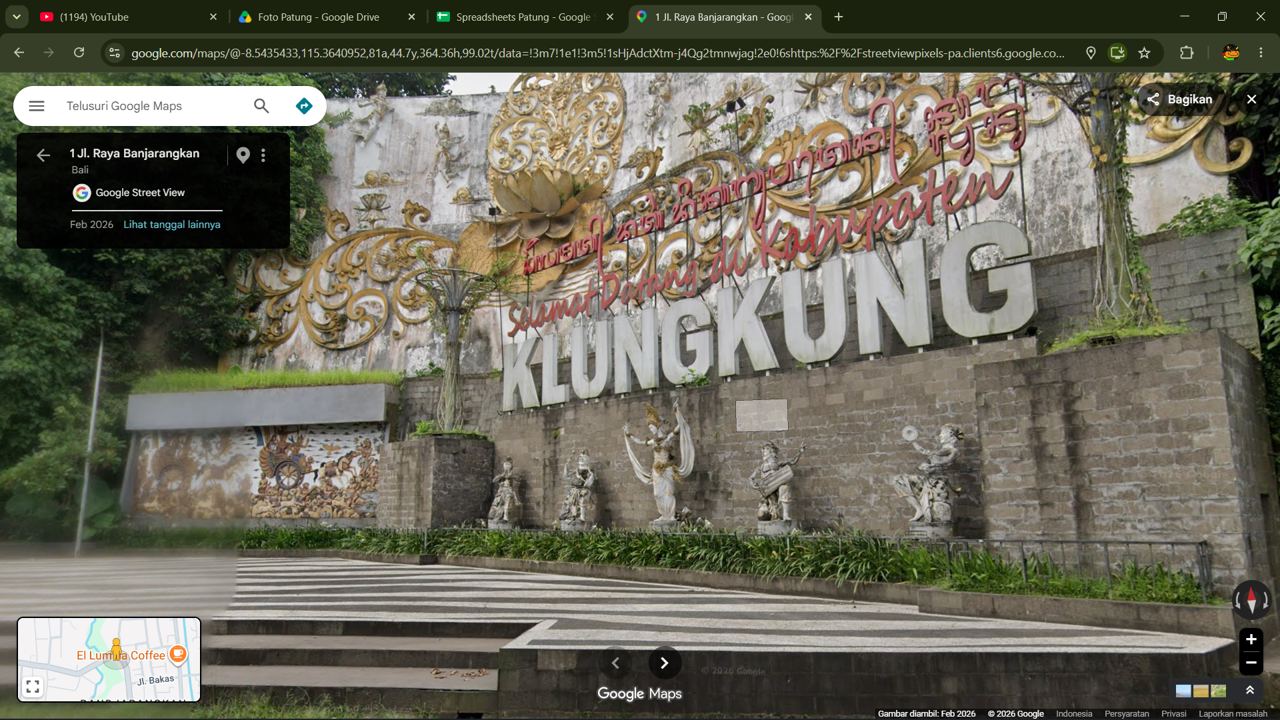 (1194) YouTube
Foto Patung - Google Drive
Spreadsheets Patung - Google
1 Jl. Raya Banjarangkan - Goog
google.com/maps/@-8.5435433,115.3640952,81a,44.7y,364.36h,99.02t/data=!3m7!1e1!3m5!1sHjAdctXtm-j4Qg2tmnwjag!2e0!6shttps:%2F%2Fstreetviewpixels-pa.clients6.google.co...
Telusuri Google Maps
Bagikan
1 Jl. Raya Banjarangkan
Bali
Google Street View
Feb 2026 Lihat tanggal lainnya
Selamat Datang di Kabupaten
KLUNGKUNG
El Lumula Coffee
Jl. Bakas
© 2026 Google
Google Maps
Gambar diambil: Feb 2026 © 2026 Google Indonesia Persyaratan Privasi Laporkan masalah